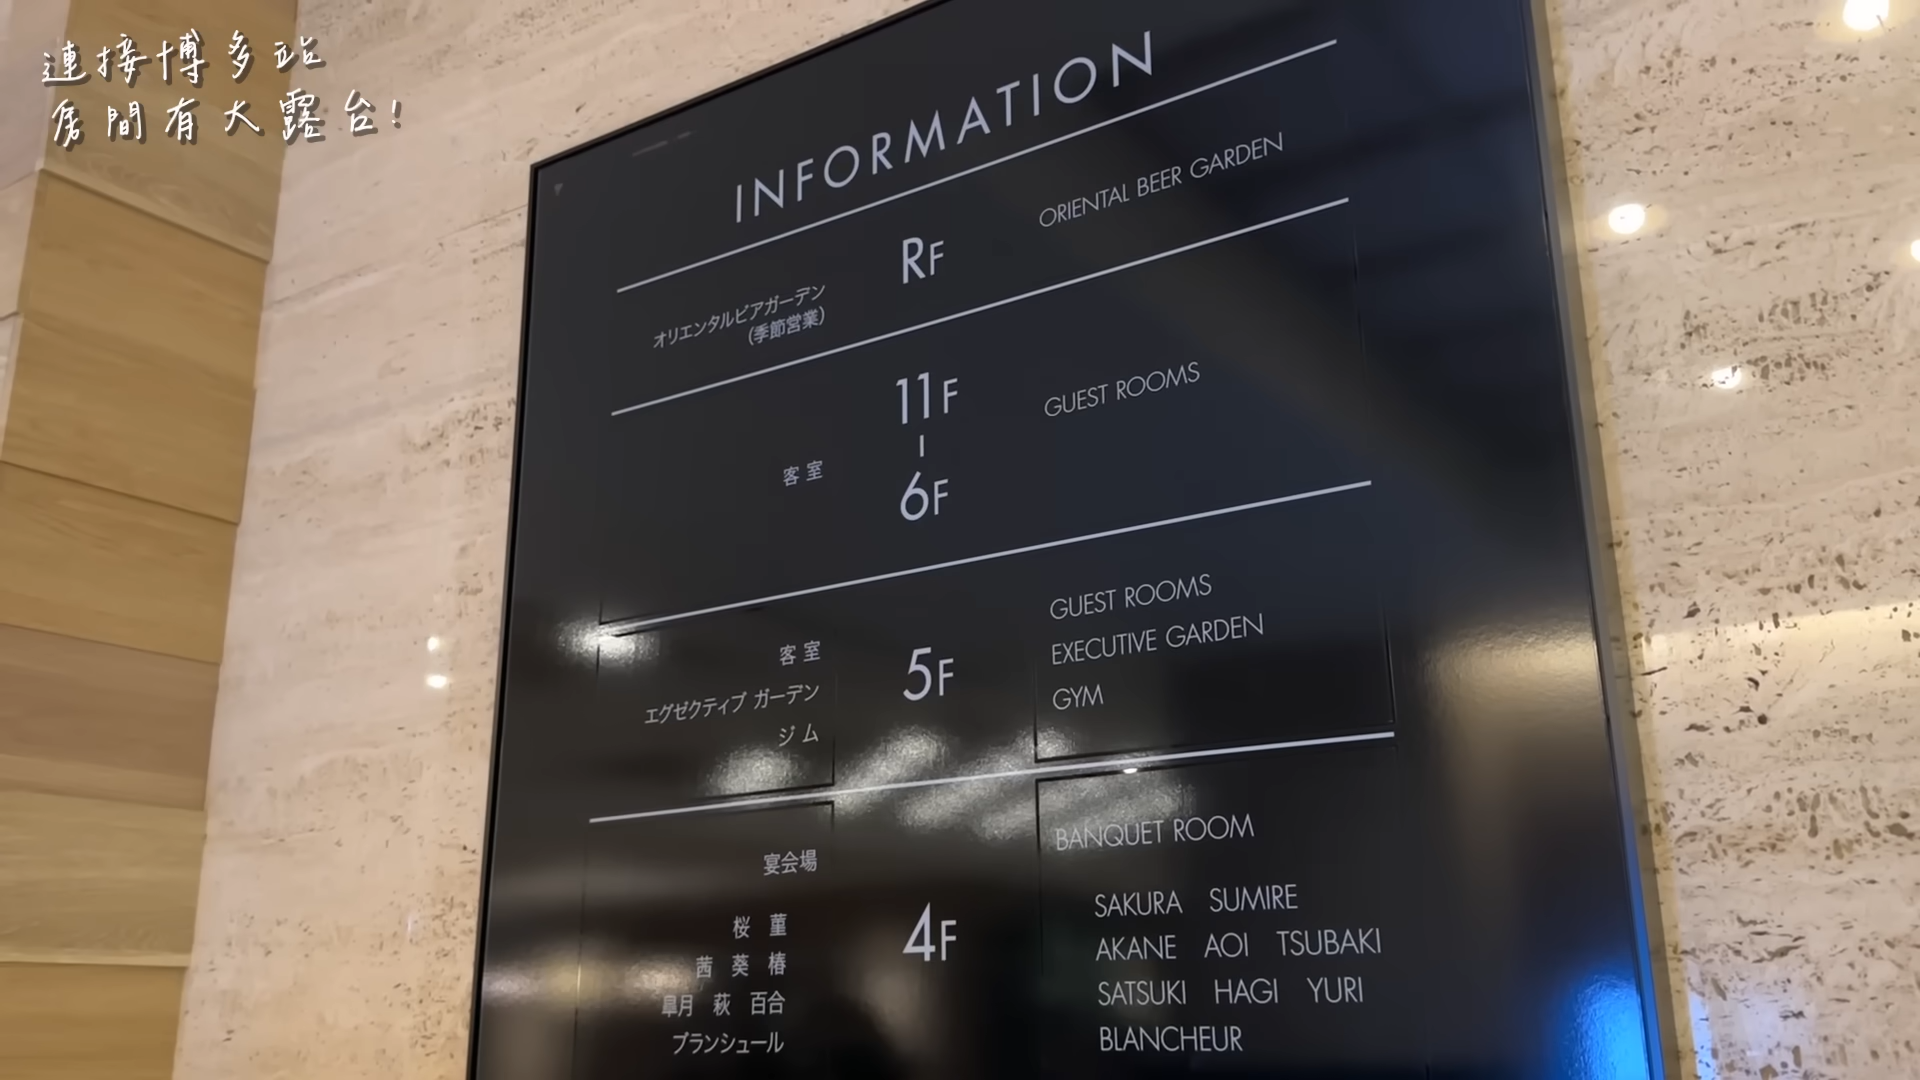 連接博多站
房間有大露台!
INFORMATION
オリエンタルビアガーデン
(季節営業)
RF
ORIENTAL BEER GARDEN
客室
11F
6F
GUEST ROOMS
客室
エグゼクティブ ガーデン
ジム
5F
GUEST ROOMS
EXECUTIVE GARDEN
GYM
宴会場
桜 菫
茜 葵 椿
皐月 萩 百合
ブランシュール
4F
BANQUET ROOM
SAKURA SUMIRE
AKANE AOI TSUBAKI
SATSUKI HAGI YURI
BLANCHEUR